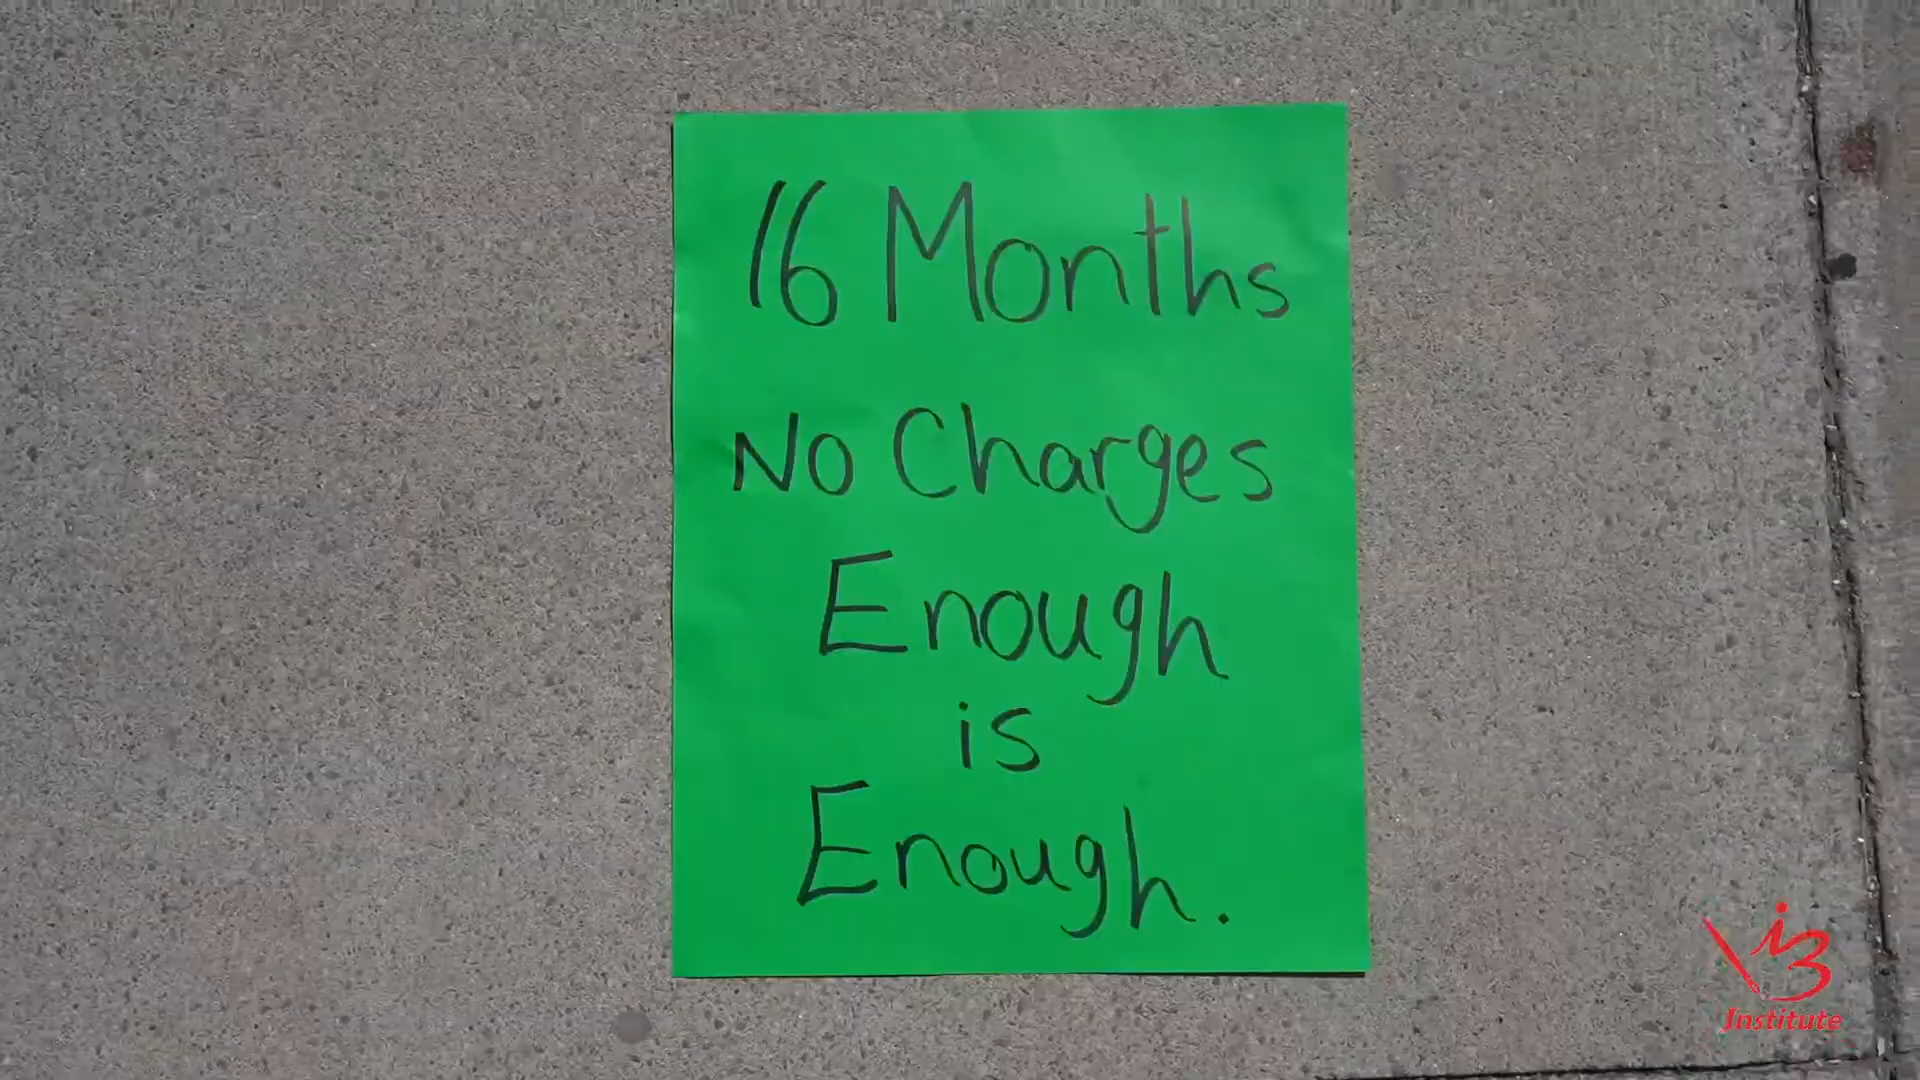 16 Months
No Charges
Enough
is
Enough.
Institute